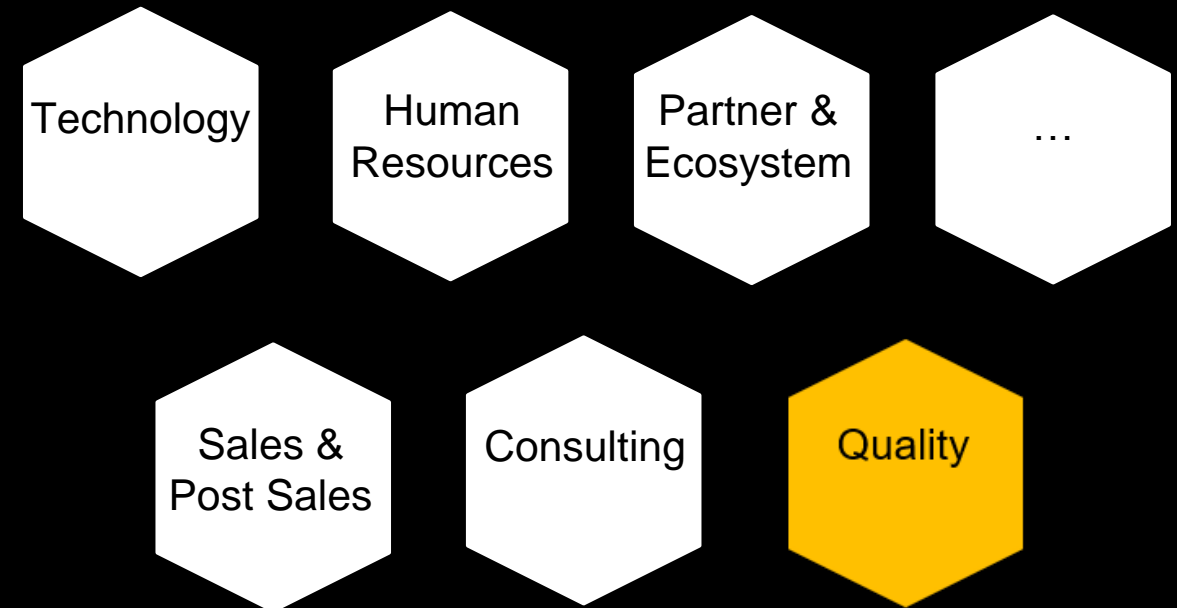 Technology
Human
Resources
Partner &
Ecosystem
…
Sales &
Post Sales
Consulting
Quality